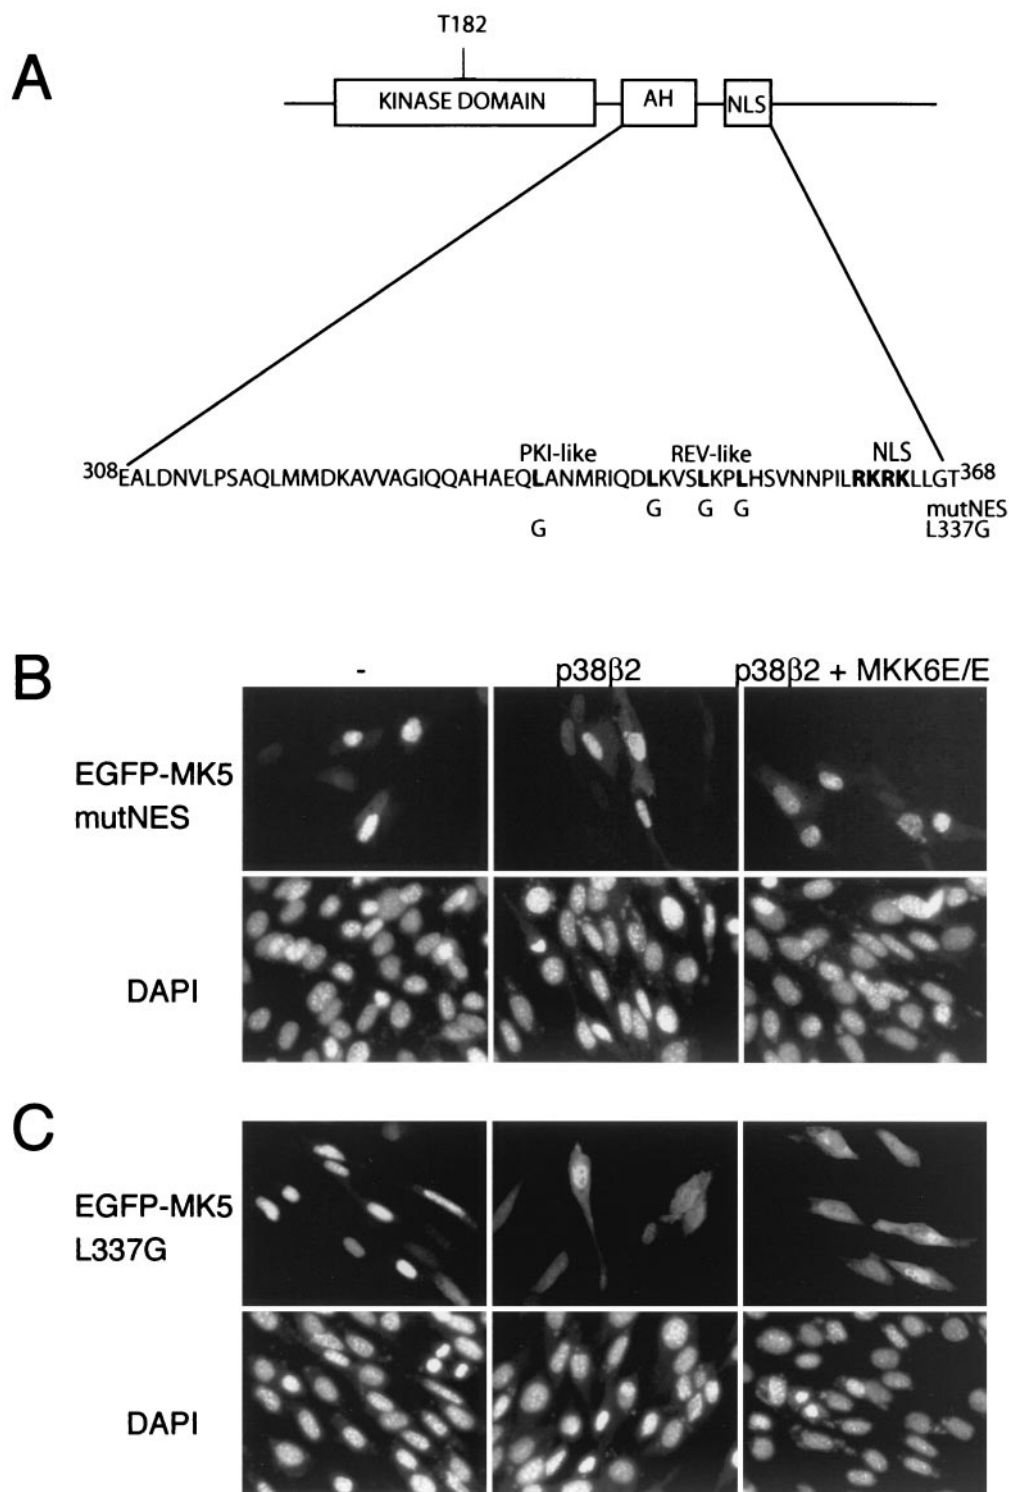 A
T182
KINASE DOMAIN AH NLS
PKI-like REV-like NLS
308EALDNVLPSAQLMMDKAVVAGIQQAHAEQLANMRIQDLKVSLKPLHSVNNPILRKRKLLGT368
G G G mutNES
G L337G
B
- p38β2 p38β2 + MKK6E/E
EGFP-MK5
mutNES
DAPI
C
EGFP-MK5
L337G
DAPI